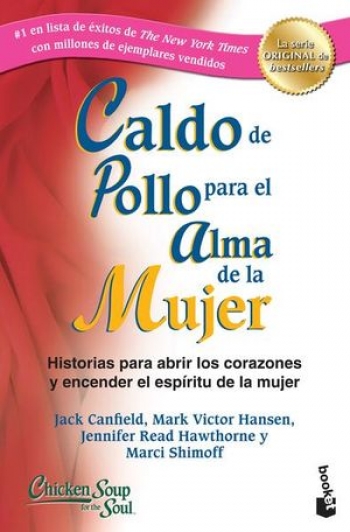 #1 en lista de éxitos de The New York Times
con millones de ejemplares vendidos
La serie
ORIGINAL de
bestsellers
Caldo de
Pollo para el
Alma
de la
Mujer
Historias para abrir los corazones
y encender el espíritu de la mujer
Jack Canfield, Mark Victor Hansen,
Jennifer Read Hawthorne y
Marci Shimoff
Chicken Soup
for the Soul
booket